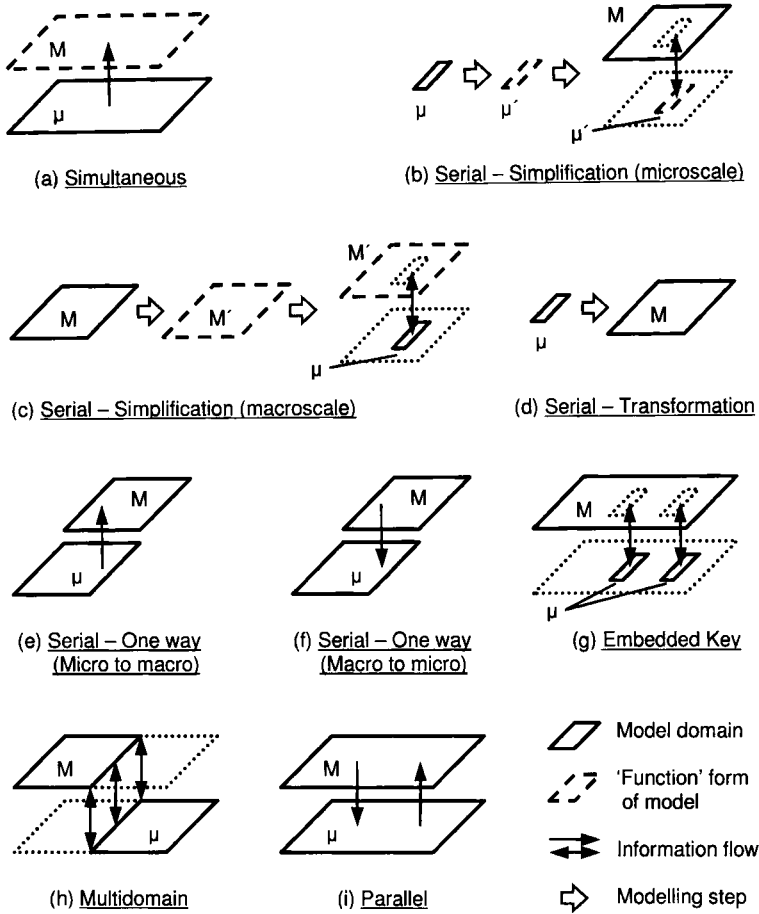 M
μ
(a) Simultaneous
M
μ
μ´
μ´
(b) Serial – Simplification (microscale)
M
M´
M´
μ
(c) Serial – Simplification (macroscale)
μ
M
(d) Serial – Transformation
M
μ
(e) Serial – One way
(Micro to macro)
M
μ
(f) Serial – One way
(Macro to micro)
M
μ
(g) Embedded Key
M
μ
(h) Multidomain
M
μ
(i) Parallel
Model domain
‘Function’ form
of model
Information flow
Modelling step